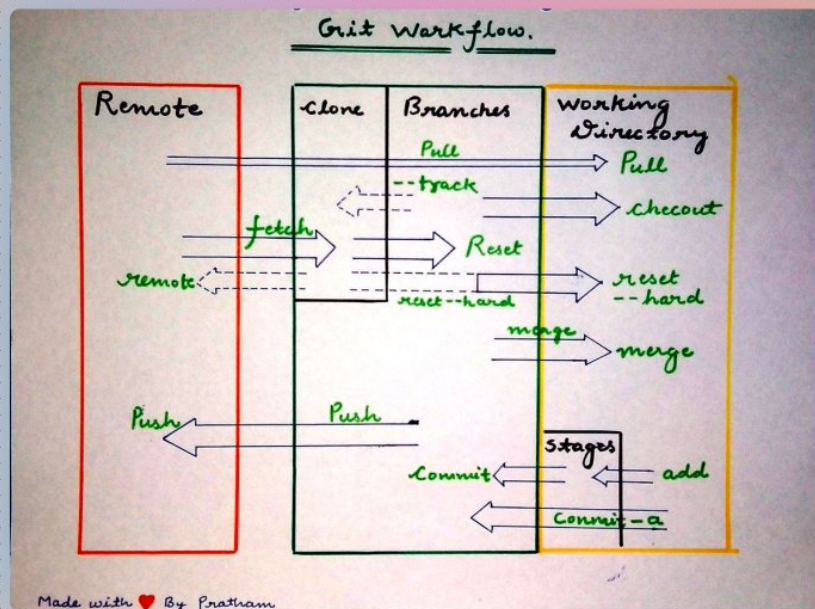 Git Workflow.
Remote
Clone
Branches
Working
Directory
Pull
Pull
--track
checout
fetch
Reset
remote
reset--hard
reset
--hard
merge
merge
Push
Push
Stages
Commit
add
Commit-a
Made with ❤ By Pratham